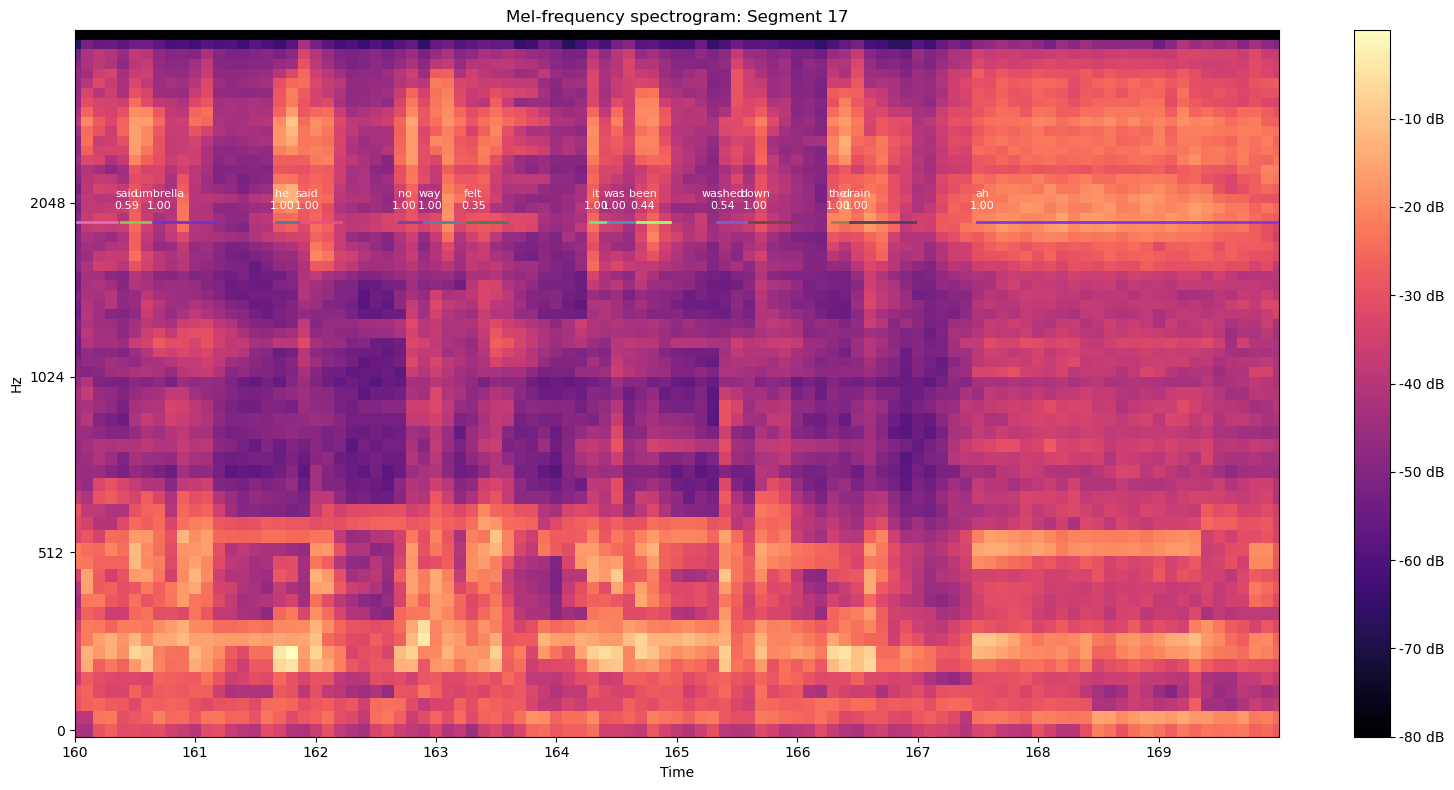 Mel-frequency spectrogram: Segment 17
said umbrella he said no way felt it was been washed down the drain ah
0.59 1.00 1.00 1.00 1.00 1.00 0.35 1.00 1.00 0.44 0.54 1.00 1.00 1.00 1.00
Hz
2048
1024
512
0
160 161 162 163 164 165 166 167 168 169
Time
-10 dB
-20 dB
-30 dB
-40 dB
-50 dB
-60 dB
-70 dB
-80 dB